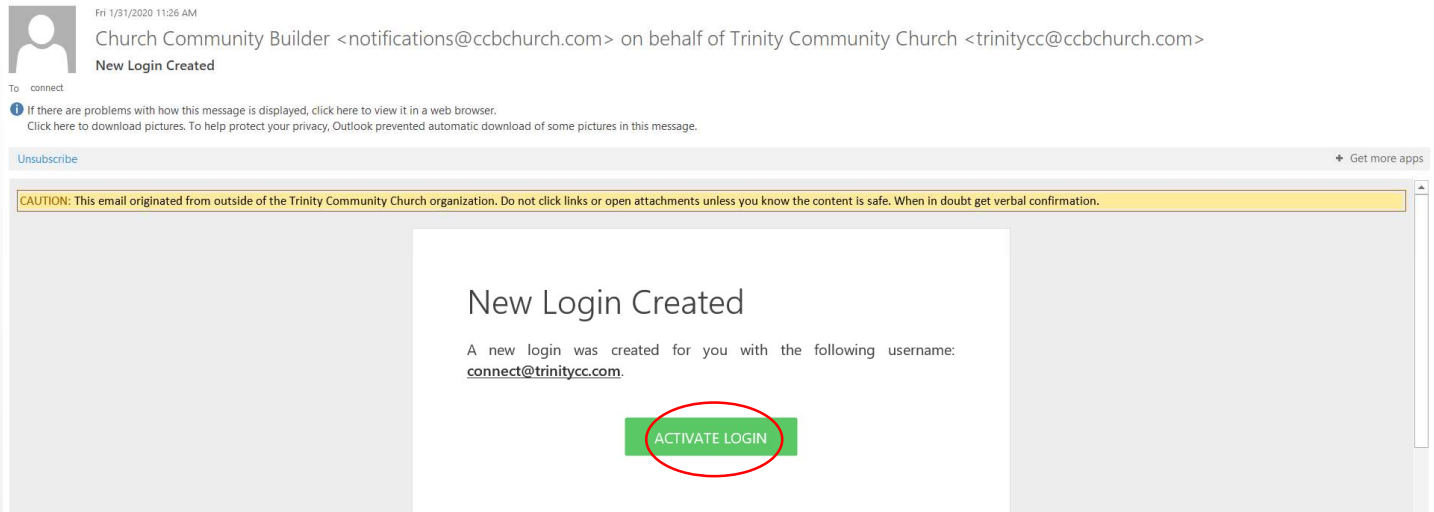 Fri 1/31/2020 11:26 AM
Church Community Builder <notifications@ccbchurch.com> on behalf of Trinity Community Church <trinitycc@ccbchurch.com>
New Login Created
To connect
If there are problems with how this message is displayed, click here to view it in a web browser.
Click here to download pictures. To help protect your privacy, Outlook prevented automatic download of some pictures in this message.
Unsubscribe
+ Get more apps
CAUTION: This email originated from outside of the Trinity Community Church organization. Do not click links or open attachments unless you know the content is safe. When in doubt get verbal confirmation.
New Login Created
A new login was created for you with the following username:
connect@trinitycc.com.
ACTIVATE LOGIN